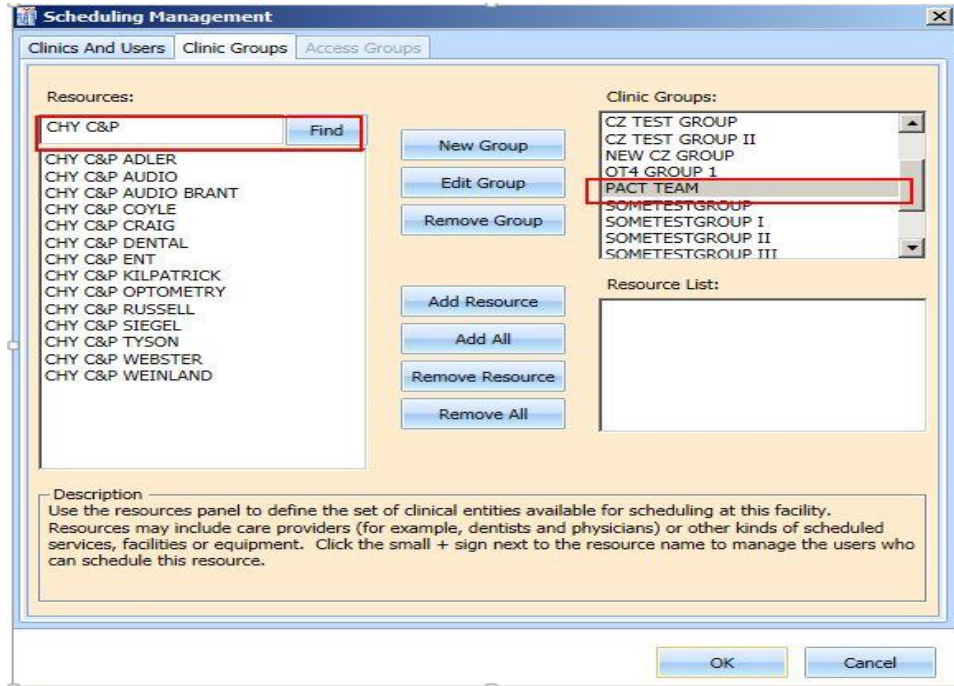 Scheduling Management
Clinics And Users Clinic Groups Access Groups
Resources:
CHY C&P
Find
CHY C&P ADLER
CHY C&P AUDIO
CHY C&P AUDIO BRANT
CHY C&P COYLE
CHY C&P CRAIG
CHY C&P DENTAL
CHY C&P ENT
CHY C&P KILPATRICK
CHY C&P OPTOMETRY
CHY C&P RUSSELL
CHY C&P SIEGEL
CHY C&P TYSON
CHY C&P WEBSTER
CHY C&P WEINLAND
New Group
Edit Group
Remove Group
Add Resource
Add All
Remove Resource
Remove All
Clinic Groups:
CZ TEST GROUP
CZ TEST GROUP II
NEW CZ GROUP
OT4 GROUP 1
PACT TEAM
SOMETESTGROUP
SOMETESTGROUP I
SOMETESTGROUP II
SOMETESTGROUP III
Resource List:
Description
Use the resources panel to define the set of clinical entities available for scheduling at this facility.
Resources may include care providers (for example, dentists and physicians) or other kinds of scheduled
services, facilities or equipment. Click the small + sign next to the resource name to manage the users who
can schedule this resource.
OK
Cancel